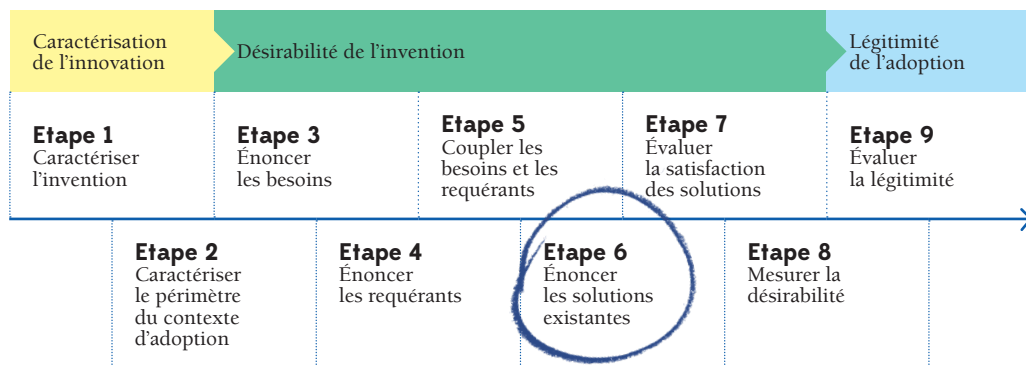 Caractérisation
de l'innovation
Désirabilité de l'invention
Légitimité
de l'adoption
Etape 1
Caractériser
l'invention
Etape 3
Énoncer
les besoins
Etape 5
Coupler les
besoins et les
requérants
Etape 7
Évaluer
la satisfaction
des solutions
Etape 9
Évaluer
la légitimité
Etape 2
Caractériser
le périmètre
du contexte
d'adoption
Etape 4
Énoncer
les requérants
Etape 6
Énoncer
les solutions
existantes
Etape 8
Mesurer la
désirabilité